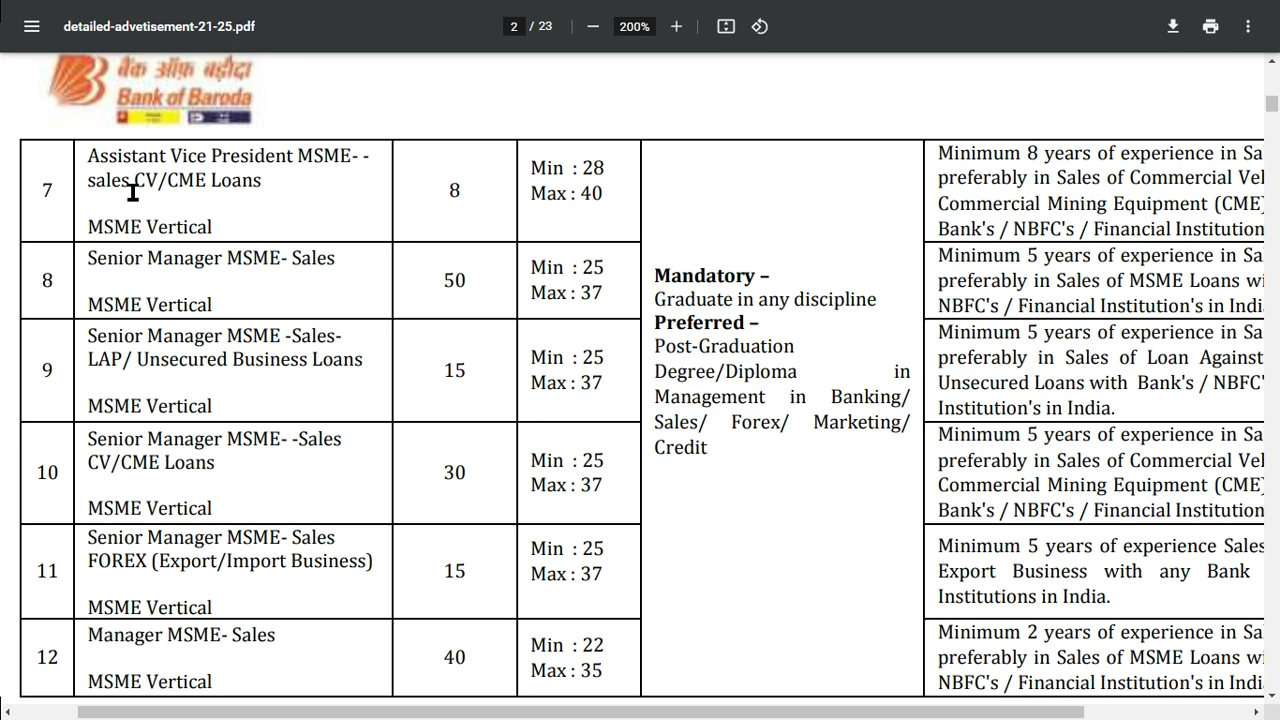 detailed-advetisement-21-25.pdf
2 / 23
200%
बैंक ऑफ़ बड़ौदा
Bank of Baroda
7
Assistant Vice President MSME- -
sales CV/CME Loans
MSME Vertical
8
Min : 28
Max : 40
Minimum 8 years of experience in Sa
preferably in Sales of Commercial Vel
Commercial Mining Equipment (CME)
Bank's / NBFC's / Financial Institution
8
Senior Manager MSME- Sales
MSME Vertical
50
Min : 25
Max : 37
Minimum 5 years of experience in Sa
preferably in Sales of MSME Loans wi
NBFC's / Financial Institution's in Indi
9
Senior Manager MSME -Sales-
LAP/ Unsecured Business Loans
MSME Vertical
15
Min : 25
Max : 37
Mandatory –
Graduate in any discipline
Preferred –
Post-Graduation
Degree/Diploma in
Management in Banking/
Sales/ Forex/ Marketing/
Credit
Minimum 5 years of experience in Sa
preferably in Sales of Loan Against
Unsecured Loans with Bank's / NBFC'
Institution's in India.
10
Senior Manager MSME- -Sales
CV/CME Loans
MSME Vertical
30
Min : 25
Max : 37
Minimum 5 years of experience in Sa
preferably in Sales of Commercial Vel
Commercial Mining Equipment (CME)
Bank's / NBFC's / Financial Institution
11
Senior Manager MSME- Sales
FOREX (Export/Import Business)
MSME Vertical
15
Min : 25
Max : 37
Minimum 5 years of experience Sales
Export Business with any Bank
Institutions in India.
12
Manager MSME- Sales
MSME Vertical
40
Min : 22
Max : 35
Minimum 2 years of experience in Sa
preferably in Sales of MSME Loans wi
NBFC's / Financial Institution's in Indi